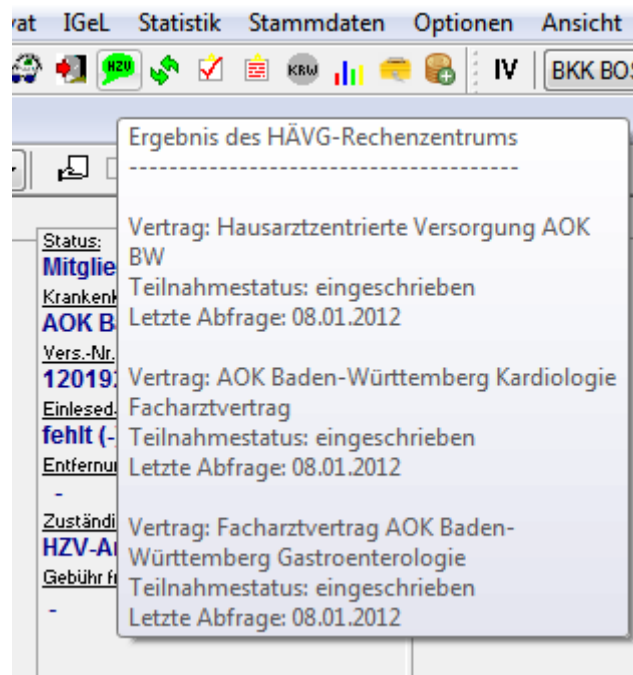 vat IGeL Statistik Stammdaten Optionen Ansicht
HZV KRW IV BKK BOS
Ergebnis des HÄVG-Rechenzentrums
---------------------------------------
Vertrag: Hausarztzentrierte Versorgung AOK
BW
Teilnahmestatus: eingeschrieben
Letzte Abfrage: 08.01.2012
Vertrag: AOK Baden-Württemberg Kardiologie
Facharztvertrag
Teilnahmestatus: eingeschrieben
Letzte Abfrage: 08.01.2012
Vertrag: Facharztvertrag AOK Baden-
Württemberg Gastroenterologie
Teilnahmestatus: eingeschrieben
Letzte Abfrage: 08.01.2012
Status:
Mitglie
Krankenk
AOK B
Vers.-Nr.
12019
Einlesed
fehlt (-
Entfernu
-
Zuständi
HZV-A
Gebühr f
-